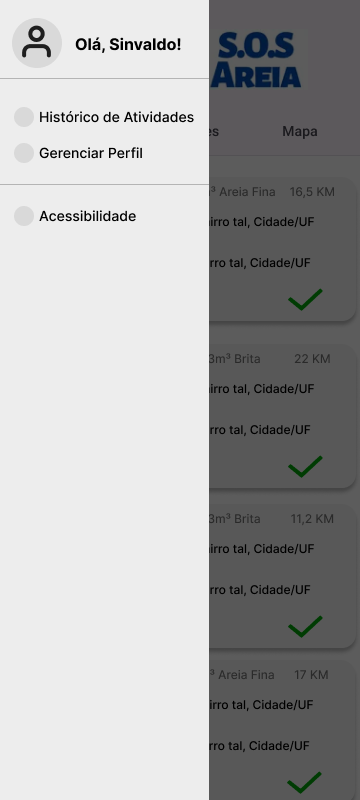 Olá, Sinvaldo!
Histórico de Atividades
Gerenciar Perfil
Acessibilidade
S.O.S
AREIA
es Mapa
³ Areia Fina 16,5 KM
irro tal, Cidade/UF
rro tal, Cidade/UF
3m³ Brita 22 KM
irro tal, Cidade/UF
rro tal, Cidade/UF
3m³ Brita 11,2 KM
irro tal, Cidade/UF
rro tal, Cidade/UF
³ Areia Fina 17 KM
irro tal, Cidade/UF
rro tal, Cidade/UF